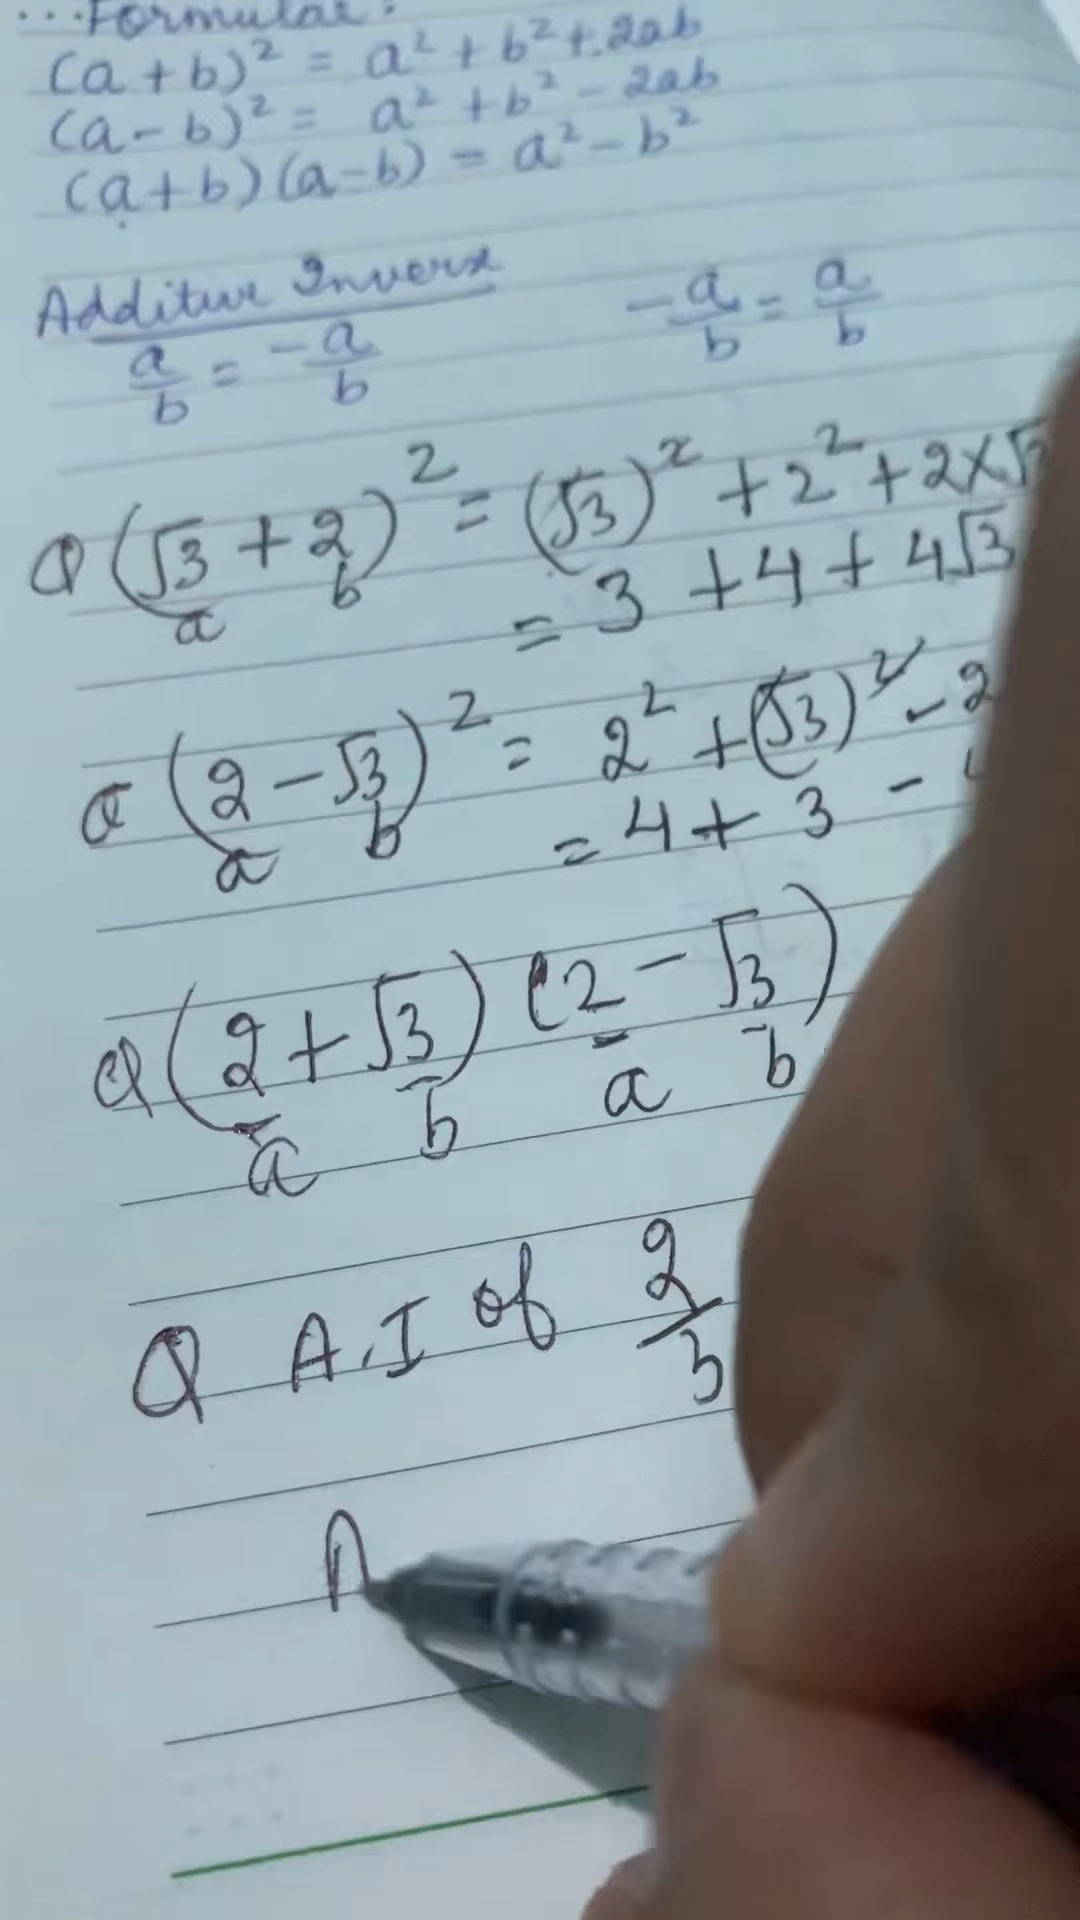 ...Formulae:
(a+b)² = a² + b² + 2ab
(a-b)² = a² + b² - 2ab
(a+b)(a-b) = a² - b²
Additive Inverse
a/b = -a/b    -a/b = a/b
Q (√3 + 2)² = (√3)² + 2² + 2×√
a b
= 3 + 4 + 4√3
Q (2 - √3)² = 2² + (√3)² - 2
a b
= 4 + 3 -
Q (2 + √3) (2 - √3)
a b a b
Q A.I of 2/3